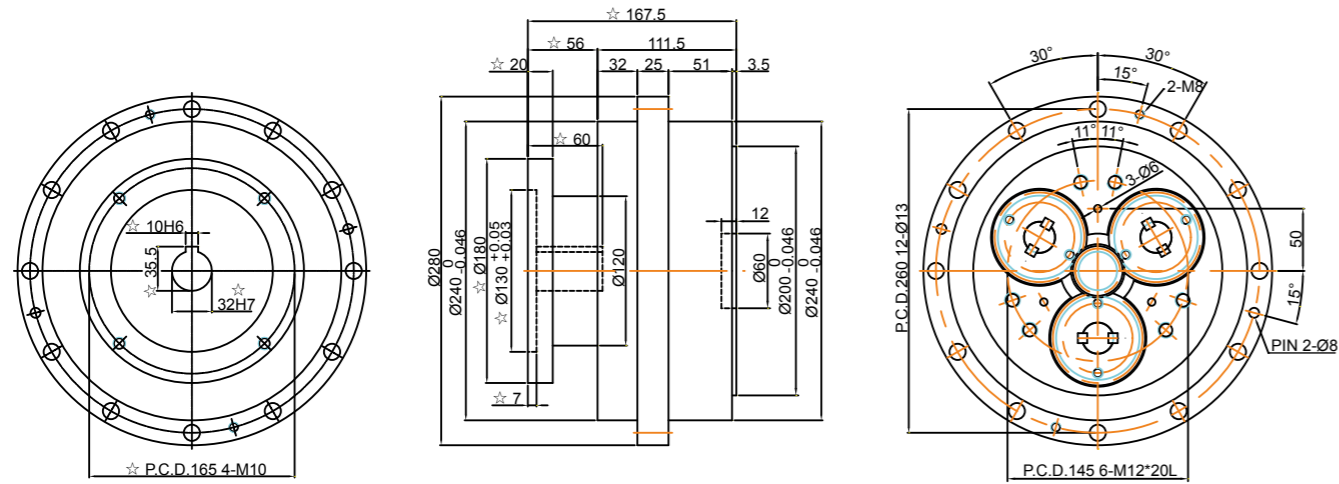 ☆ 10H6
35.5
☆
☆
32H7
☆ P.C.D.165 4-M10
☆ 167.5
☆ 56
111.5
☆ 20
32
25
51
3.5
☆ 60
12
Ø280
0
Ø240 -0.046
☆ Ø180
+0.05
☆ Ø130 +0.03
Ø120
Ø60
0
Ø200 -0.046
0
Ø240 -0.046
☆ 7
30°
30°
15°
2-M8
11°
11°
3-Ø6
P.C.D.260 12-Ø13
50
15°
PIN 2-Ø8
P.C.D.145 6-M12*20L